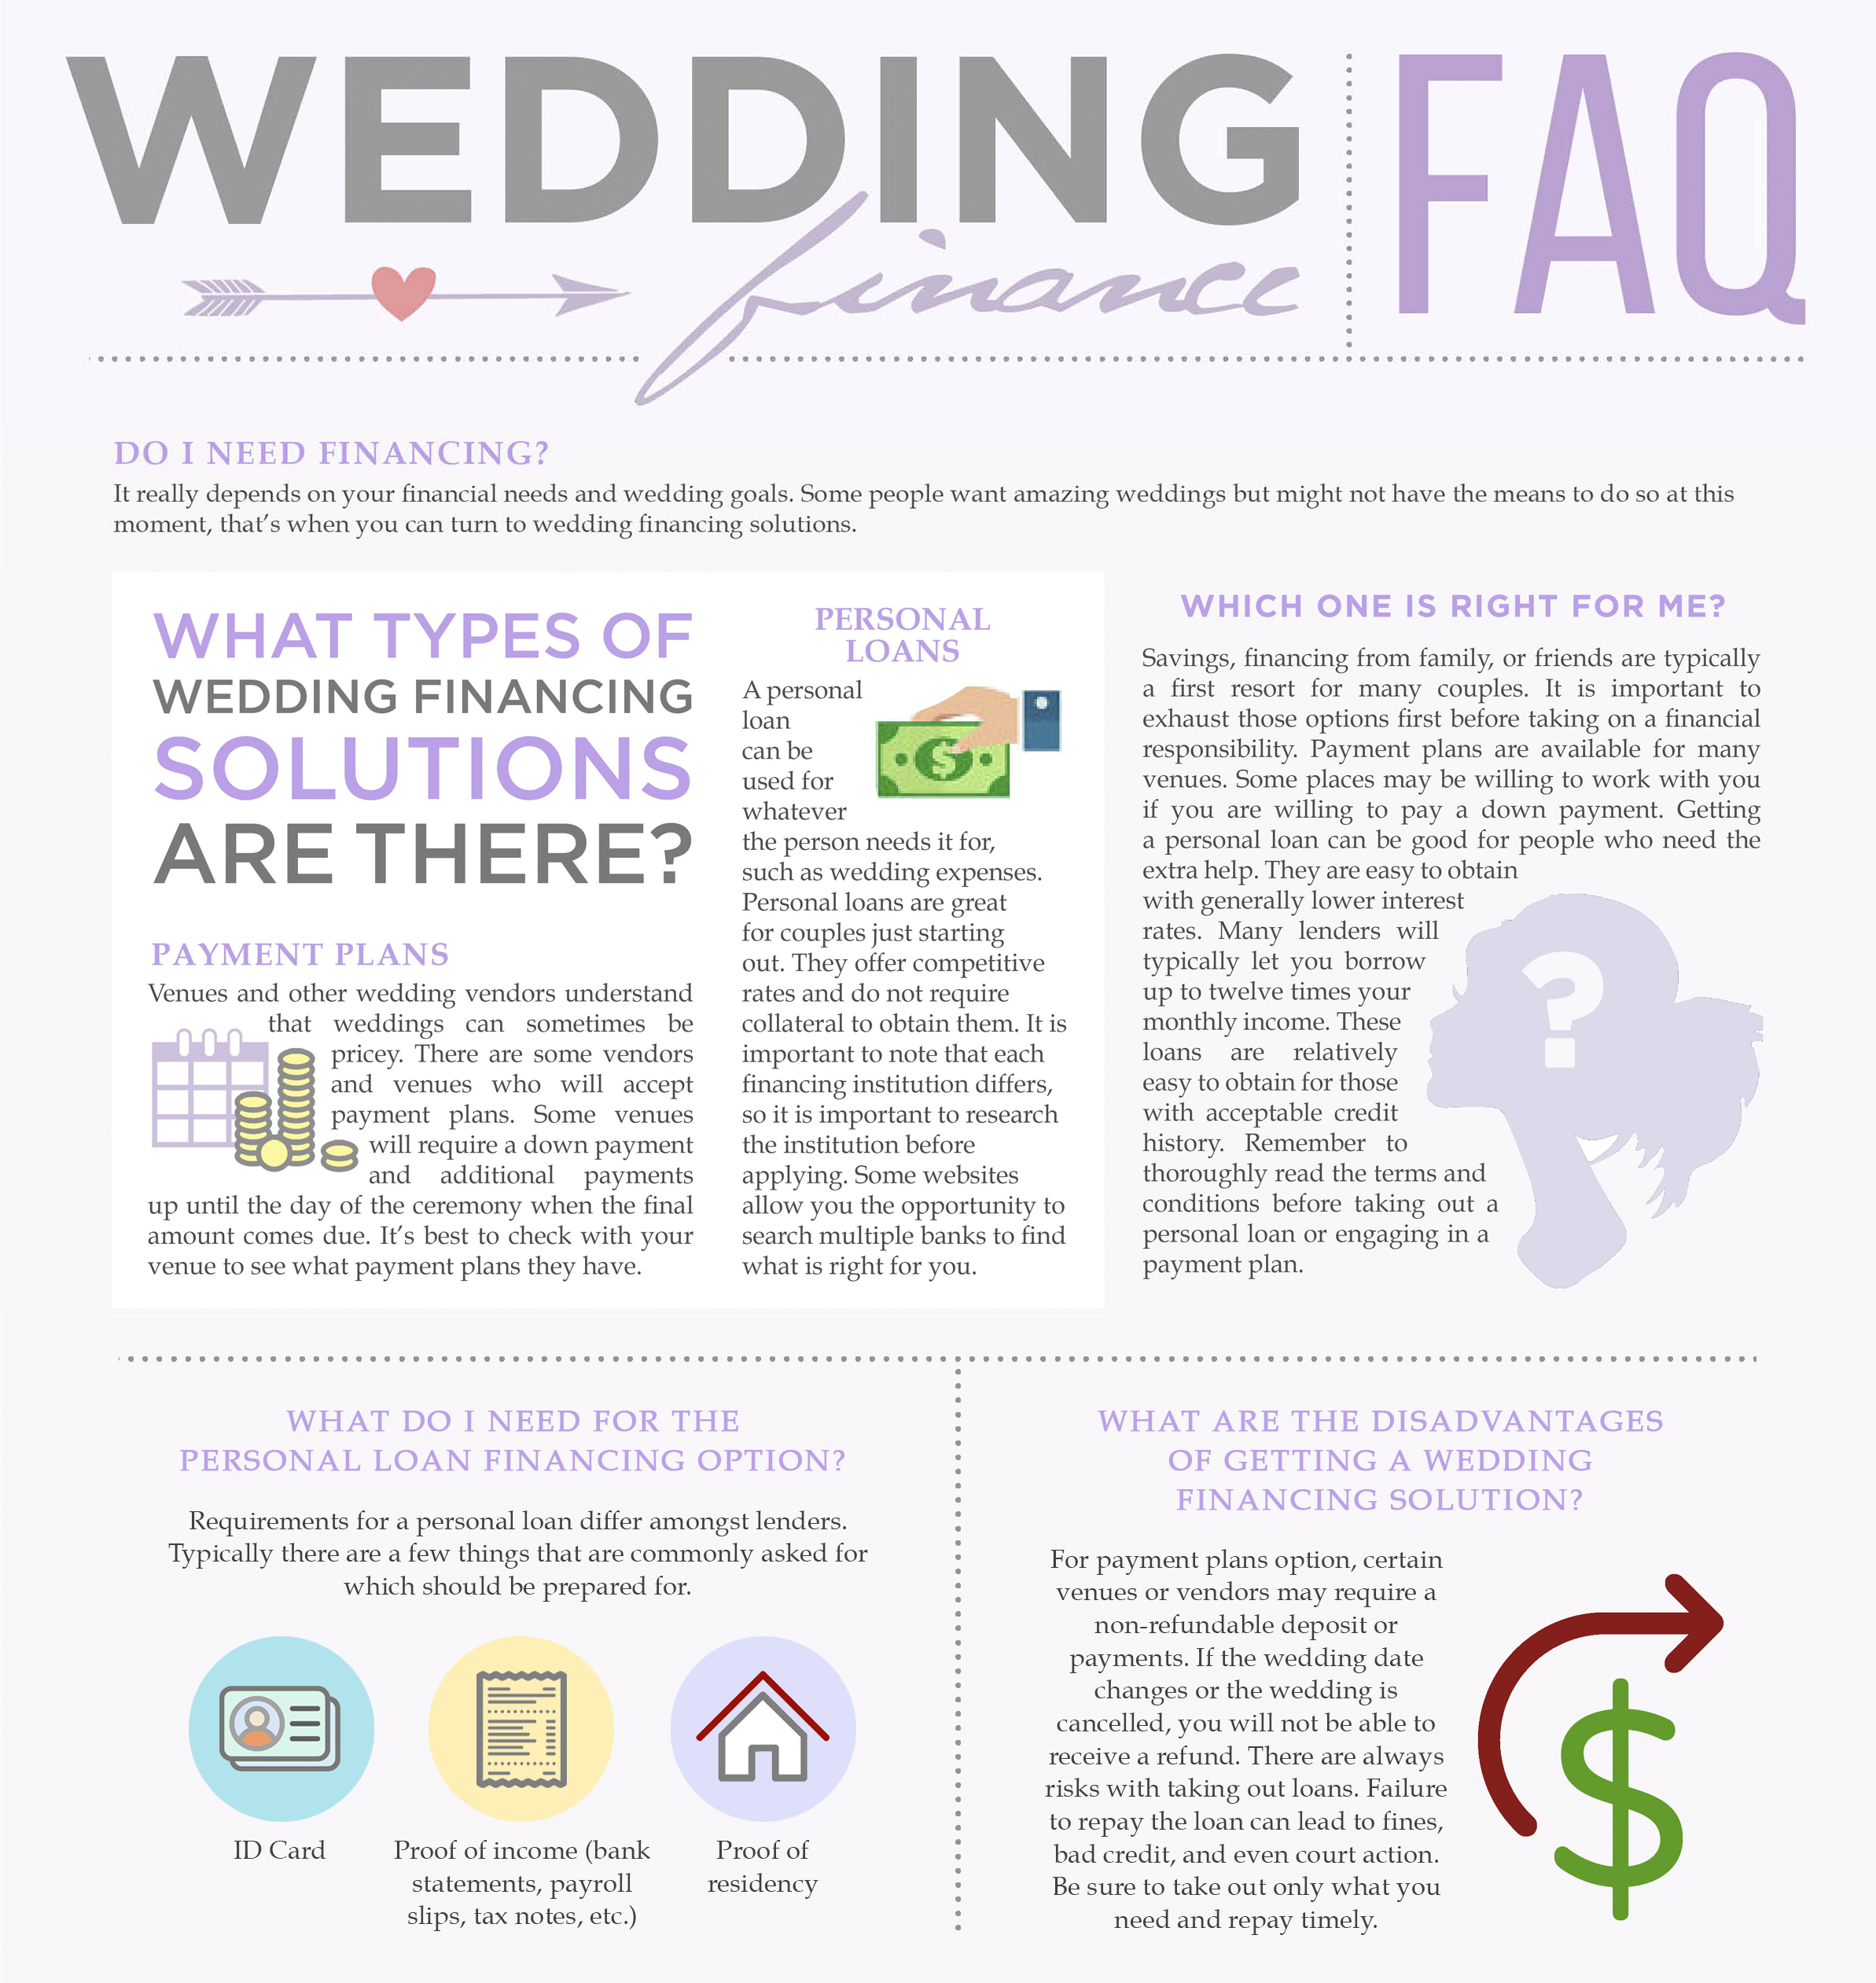 WEDDING
finance
FAQ
DO I NEED FINANCING?
It really depends on your financial needs and wedding goals. Some people want amazing weddings but might not have the means to do so at this
moment, that's when you can turn to wedding financing solutions.
WHAT TYPES OF
WEDDING FINANCING
SOLUTIONS
ARE THERE?
PAYMENT PLANS
Venues and other wedding vendors understand
that weddings can sometimes be
pricey. There are some vendors
and venues who will accept
payment plans. Some venues
will require a down payment
and additional payments
up until the day of the ceremony when the final
amount comes due. It's best to check with your
venue to see what payment plans they have.
PERSONAL
LOANS
A personal
loan
can be
used for
whatever
the person needs it for,
such as wedding expenses.
Personal loans are great
for couples just starting
out. They offer competitive
rates and do not require
collateral to obtain them. It is
important to note that each
financing institution differs,
so it is important to research
the institution before
applying. Some websites
allow you the opportunity to
search multiple banks to find
what is right for you.
$
WHICH ONE IS RIGHT FOR ME?
Savings, financing from family, or friends are typically
a first resort for many couples. It is important to
exhaust those options first before taking on a financial
responsibility. Payment plans are available for many
venues. Some places may be willing to work with you
if you are willing to pay a down payment. Getting
a personal loan can be good for people who need the
extra help. They are easy to obtain
with generally lower interest
rates. Many lenders will
typically let you borrow
up to twelve times your
monthly income. These
loans are relatively
easy to obtain for those
with acceptable credit
history. Remember to
thoroughly read the terms and
conditions before taking out a
personal loan or engaging in a
payment plan.
?
WHAT DO I NEED FOR THE
PERSONAL LOAN FINANCING OPTION?
Requirements for a personal loan differ amongst lenders.
Typically there are a few things that are commonly asked for
which should be prepared for.
ID Card
Proof of income (bank
statements, payroll
slips, tax notes, etc.)
Proof of
residency
WHAT ARE THE DISADVANTAGES
OF GETTING A WEDDING
FINANCING SOLUTION?
For payment plans option, certain
venues or vendors may require a
non-refundable deposit or
payments. If the wedding date
changes or the wedding is
cancelled, you will not be able to
receive a refund. There are always
risks with taking out loans. Failure
to repay the loan can lead to fines,
bad credit, and even court action.
Be sure to take out only what you
need and repay timely.
$